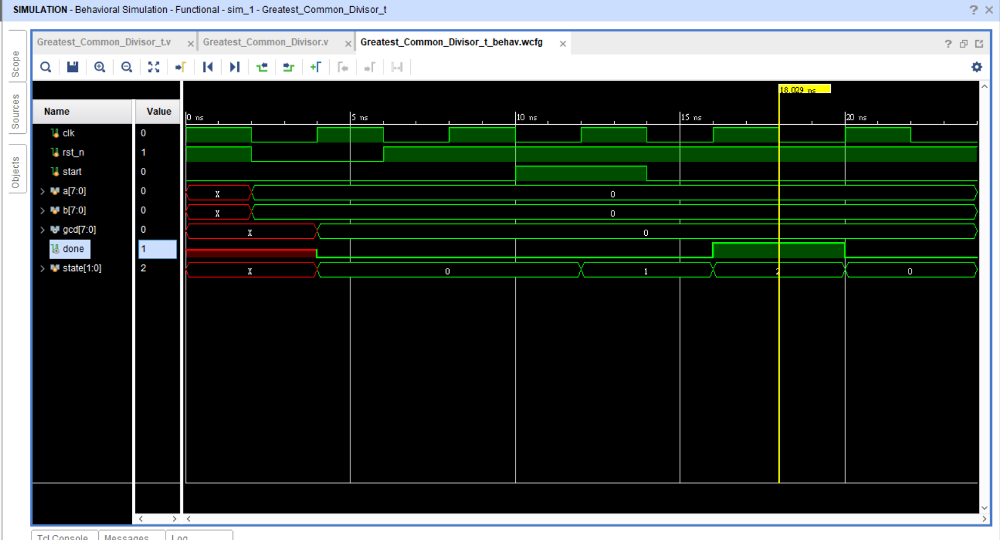 SIMULATION - Behavioral Simulation - Functional - sim_1 - Greatest_Common_Divisor_t
Scope
Sources
Objects
Greatest_Common_Divisor_t.v
Greatest_Common_Divisor.v
Greatest_Common_Divisor_t_behav.wcfg
18.029 ns
Name Value
0 ns 5 ns 10 ns 15 ns 20 ns
clk 0
rst_n 1
start 0
a[7:0] 0 X 0
b[7:0] 0 X 0
gcd[7:0] 0 X 0
done 1
state[1:0] 2 X 0 1 2 0
Tcl Console Messages Log